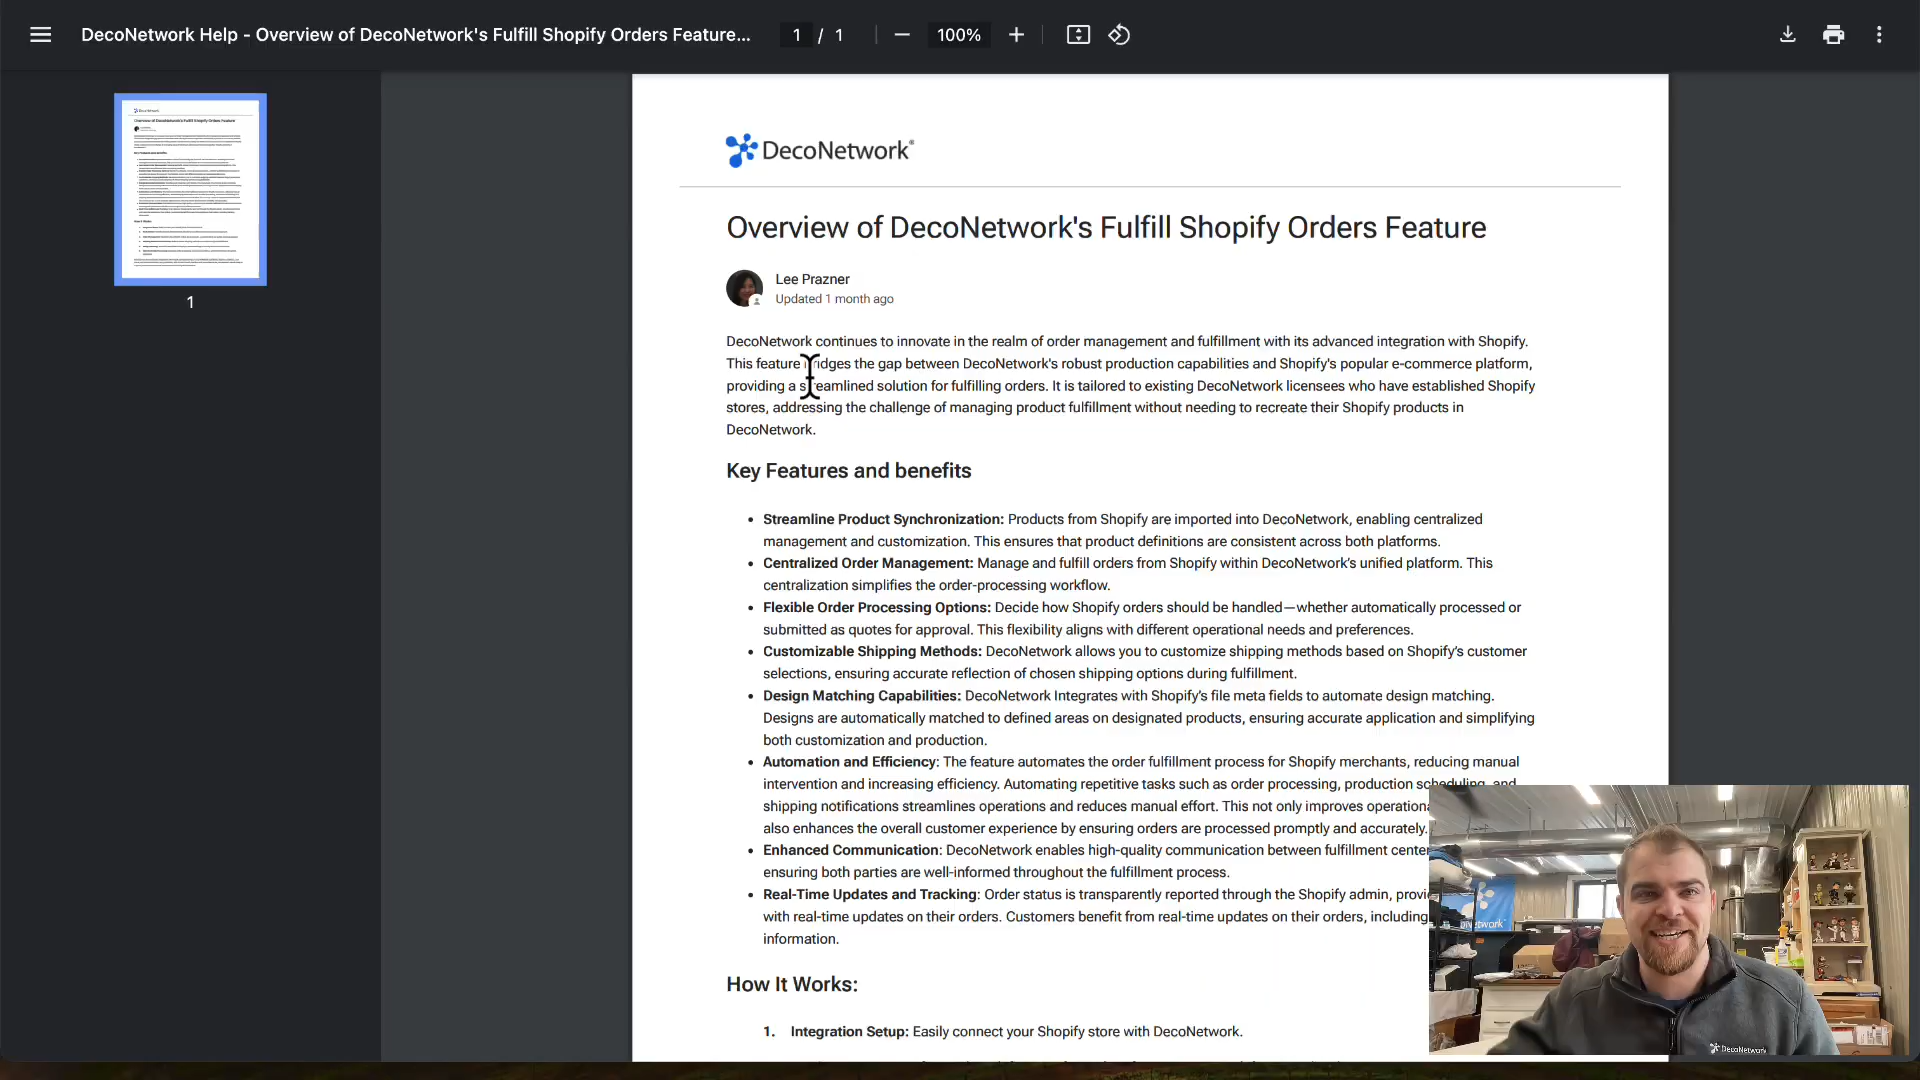 DecoNetwork Help - Overview of DecoNetwork's Fulfill Shopify Orders Feature...
1 / 1
100%
1
DecoNetwork®
Overview of DecoNetwork's Fulfill Shopify Orders Feature
Lee Prazner
Updated 1 month ago
DecoNetwork continues to innovate in the realm of order management and fulfillment with its advanced integration with Shopify.
This feature bridges the gap between DecoNetwork's robust production capabilities and Shopify's popular e-commerce platform,
providing a streamlined solution for fulfilling orders. It is tailored to existing DecoNetwork licensees who have established Shopify
stores, addressing the challenge of managing product fulfillment without needing to recreate their Shopify products in
DecoNetwork.
Key Features and benefits
• Streamline Product Synchronization: Products from Shopify are imported into DecoNetwork, enabling centralized
management and customization. This ensures that product definitions are consistent across both platforms.
• Centralized Order Management: Manage and fulfill orders from Shopify within DecoNetwork's unified platform. This
centralization simplifies the order-processing workflow.
• Flexible Order Processing Options: Decide how Shopify orders should be handled—whether automatically processed or
submitted as quotes for approval. This flexibility aligns with different operational needs and preferences.
• Customizable Shipping Methods: DecoNetwork allows you to customize shipping methods based on Shopify's customer
selections, ensuring accurate reflection of chosen shipping options during fulfillment.
• Design Matching Capabilities: DecoNetwork Integrates with Shopify's file meta fields to automate design matching.
Designs are automatically matched to defined areas on designated products, ensuring accurate application and simplifying
both customization and production.
• Automation and Efficiency: The feature automates the order fulfillment process for Shopify merchants, reducing manual
intervention and increasing efficiency. Automating repetitive tasks such as order processing, production scheduling, and
shipping notifications streamlines operations and reduces manual effort. This not only improves operationa
also enhances the overall customer experience by ensuring orders are processed promptly and accurately.
• Enhanced Communication: DecoNetwork enables high-quality communication between fulfillment center
ensuring both parties are well-informed throughout the fulfillment process.
• Real-Time Updates and Tracking: Order status is transparently reported through the Shopify admin, provi
with real-time updates on their orders. Customers benefit from real-time updates on their orders, including
information.
How It Works:
1. Integration Setup: Easily connect your Shopify store with DecoNetwork.
DecoNetwork